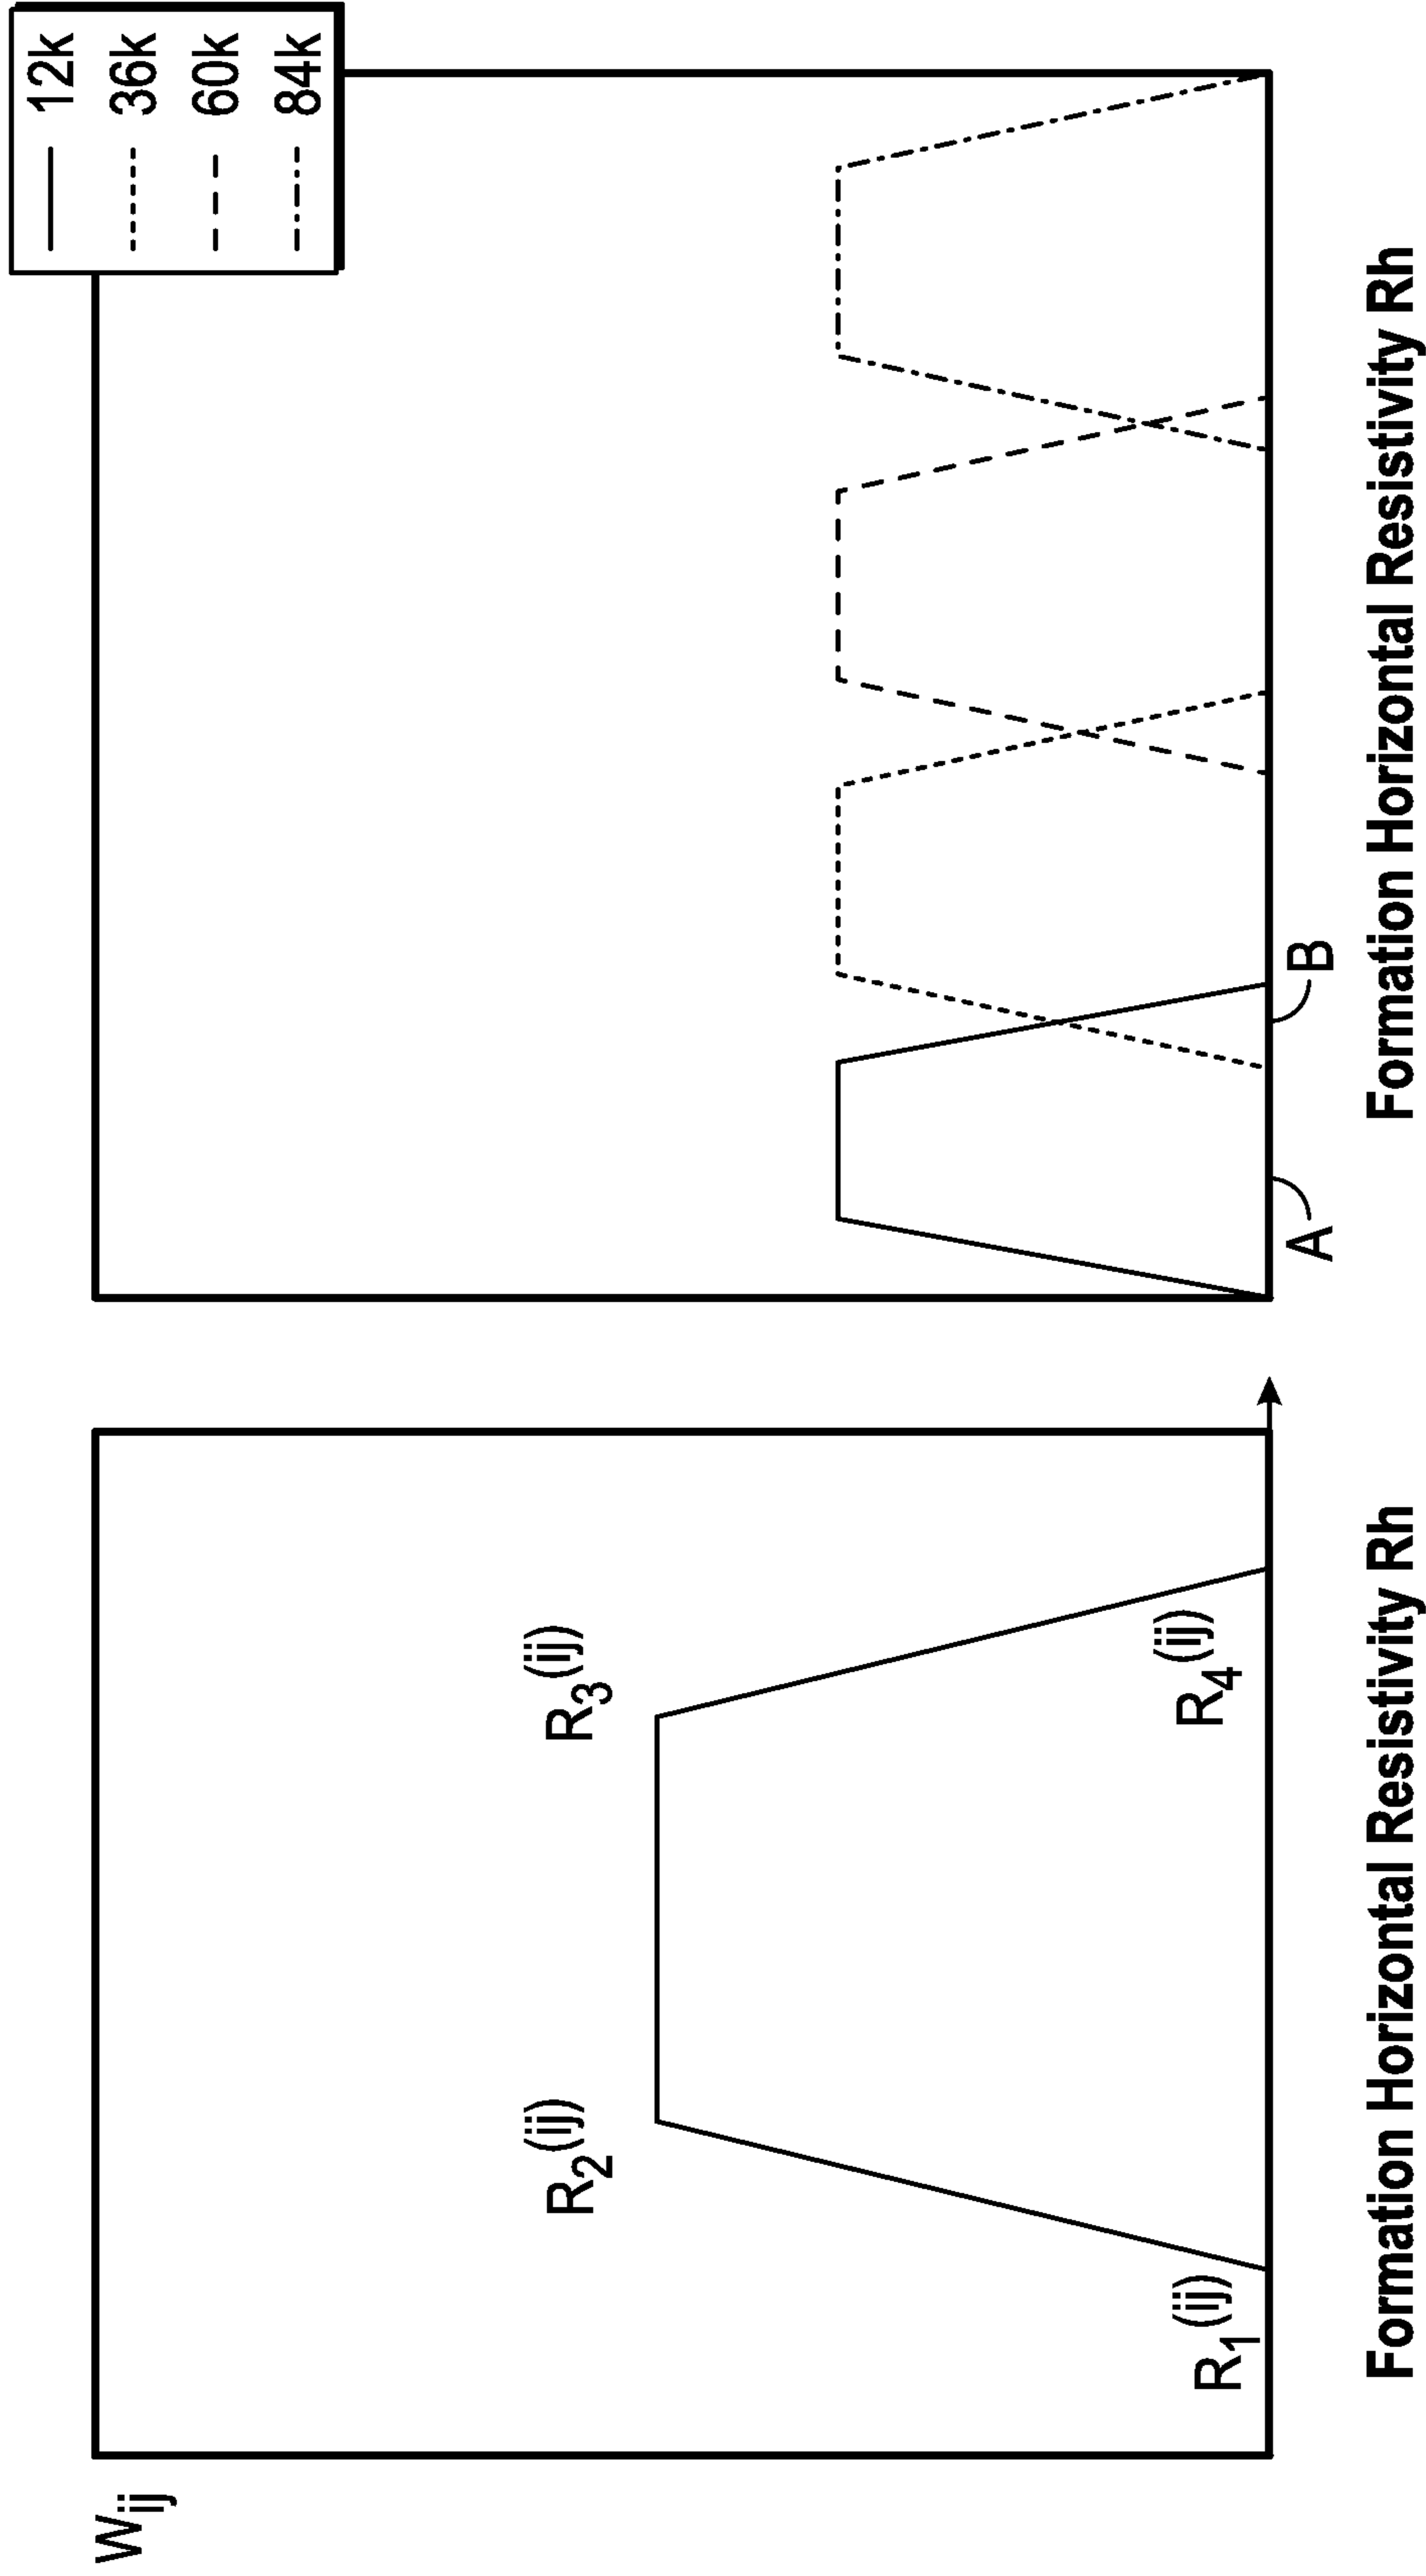 W_ij
R_1^(ij)
R_2^(ij)
R_3^(ij)
R_4^(ij)
Formation Horizontal Resistivity Rh
12k
36k
60k
84k
A
B
Formation Horizontal Resistivity Rh